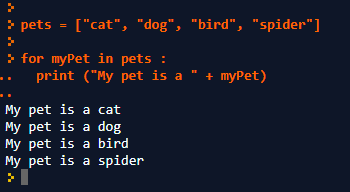 >
> pets = ["cat", "dog", "bird", "spider"]
>
> for myPet in pets :
..   print ("My pet is a " + myPet)
..
My pet is a cat
My pet is a dog
My pet is a bird
My pet is a spider
>